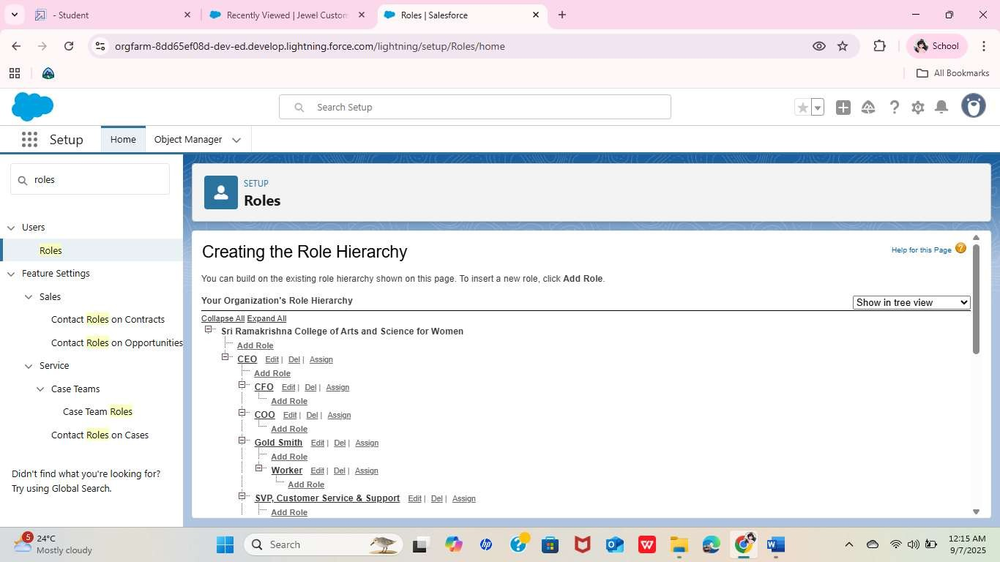 - Student
Recently Viewed | Jewel Custom
Roles | Salesforce
orgfarm-8dd65ef08d-dev-ed.develop.lightning.force.com/lightning/setup/Roles/home
School
All Bookmarks
Search Setup
Setup
Home
Object Manager
roles
Users
Roles
Feature Settings
Sales
Contact Roles on Contracts
Contact Roles on Opportunities
Service
Case Teams
Case Team Roles
Contact Roles on Cases
Didn't find what you're looking for?
Try using Global Search.
SETUP
Roles
Creating the Role Hierarchy
Help for this Page ?
You can build on the existing role hierarchy shown on this page. To insert a new role, click Add Role.
Your Organization's Role Hierarchy
Show in tree view
Collapse All Expand All
Sri Ramakrishna College of Arts and Science for Women
Add Role
CEO Edit | Del | Assign
Add Role
CFO Edit | Del | Assign
Add Role
COO Edit | Del | Assign
Add Role
Gold Smith Edit | Del | Assign
Add Role
Worker Edit | Del | Assign
Add Role
SVP, Customer Service & Support Edit | Del | Assign
Add Role
5
24°C
Mostly cloudy
Search
12:15 AM
9/7/2025